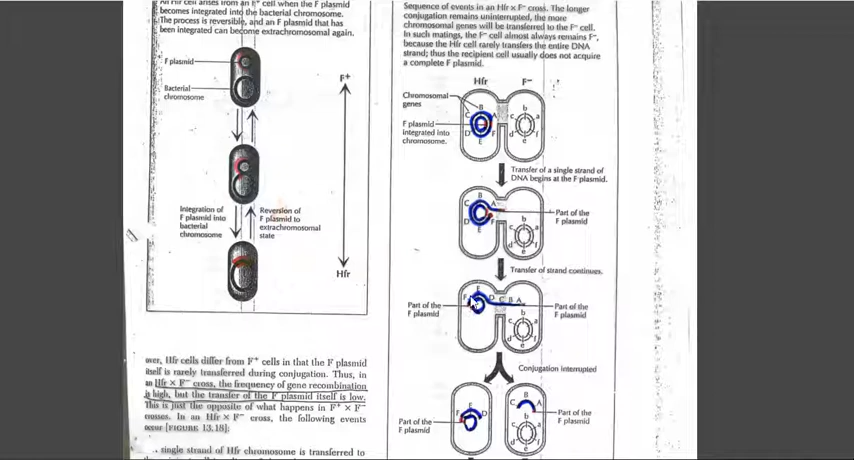 An Hfr cell arises from an F⁺ cell when the F plasmid
becomes integrated into the bacterial chromosome.
The process is reversible, and an F plasmid that has
been integrated can become extrachromosomal again.
F plasmid
Bacterial
chromosome
F+
Integration of
F plasmid into
bacterial
chromosome
Reversion of
F plasmid to
extrachromosomal
state
Hfr
over, Hfr cells differ from F⁺ cells in that the F plasmid
itself is rarely transferred during conjugation. Thus, in
an Hfr × F⁻ cross, the frequency of gene recombination
is high, but the transfer of the F plasmid itself is low.
This is just the opposite of what happens in F⁺ × F⁻
crosses. In an Hfr × F⁻ cross, the following events
occur [FIGURE 13.18]:
single strand of Hfr chromosome is transferred to
Sequence of events in an Hfr × F⁻ cross. The longer
conjugation remains uninterrupted, the more
chromosomal genes will be transferred to the F⁻ cell.
In such matings, the F⁻ cell almost always remains F⁻,
because the Hfr cell rarely transfers the entire DNA
strand; thus the recipient cell usually does not acquire
a complete F plasmid.
Hfr
F⁻
Chromosomal
genes
F plasmid
integrated into
chromosome.
B
C
A
D
F
E
b
c
a
d
f
e
Transfer of a single strand of
DNA begins at the F plasmid.
B
C
A
D
F
E
b
c
a
d
f
e
Part of the
F plasmid
Transfer of strand continues.
E
F
D C B A
b
c
a
d
f
e
Part of the
F plasmid
Part of the
F plasmid
Conjugation interrupted
E
F
D
B
C
A
b
c
a
d
f
Part of the
F plasmid
Part of the
F plasmid